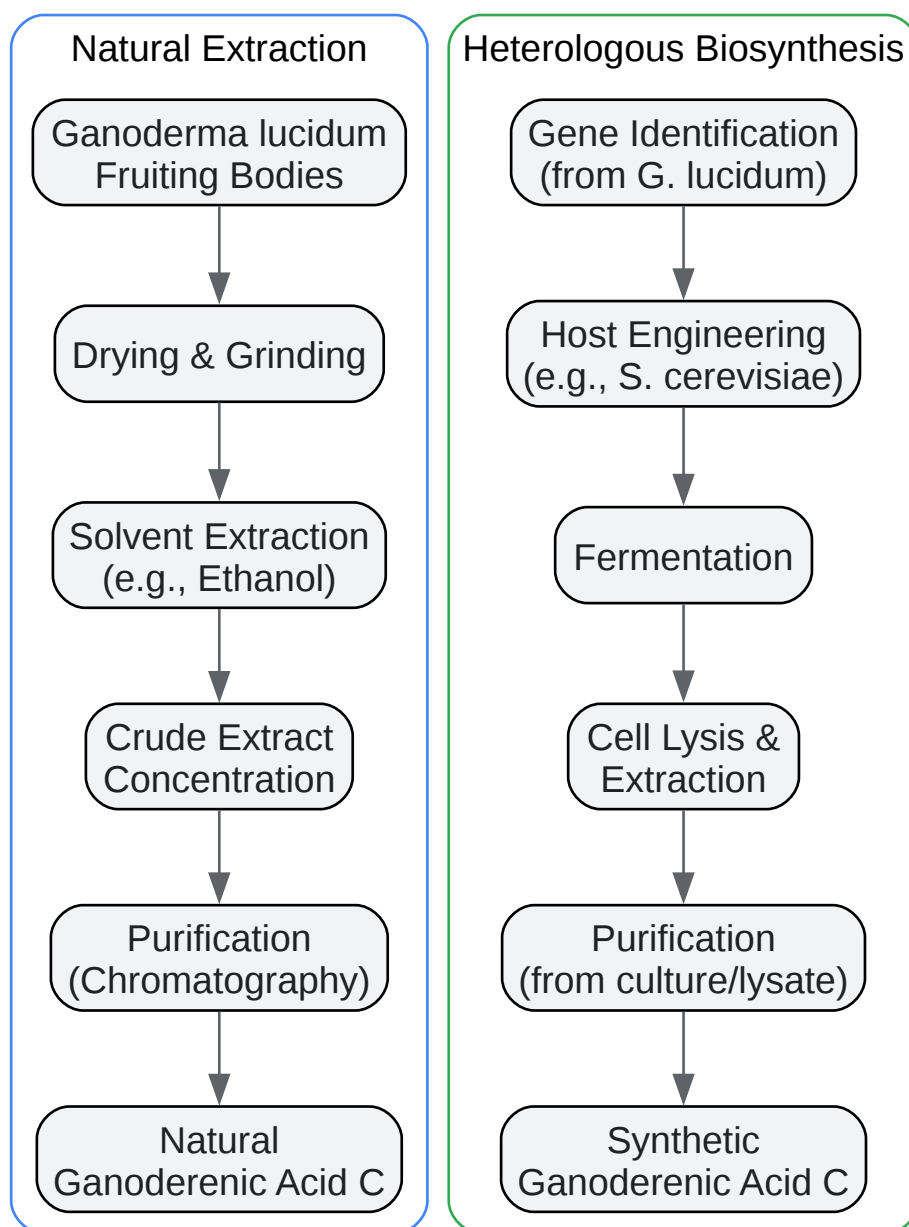 Natural Extraction
Ganoderma lucidum
Fruiting Bodies
Drying & Grinding
Solvent Extraction
(e.g., Ethanol)
Crude Extract
Concentration
Purification
(Chromatography)
Natural
Ganoderenic Acid C
Heterologous Biosynthesis
Gene Identification
(from G. lucidum)
Host Engineering
(e.g., S. cerevisiae)
Fermentation
Cell Lysis &
Extraction
Purification
(from culture/lysate)
Synthetic
Ganoderenic Acid C